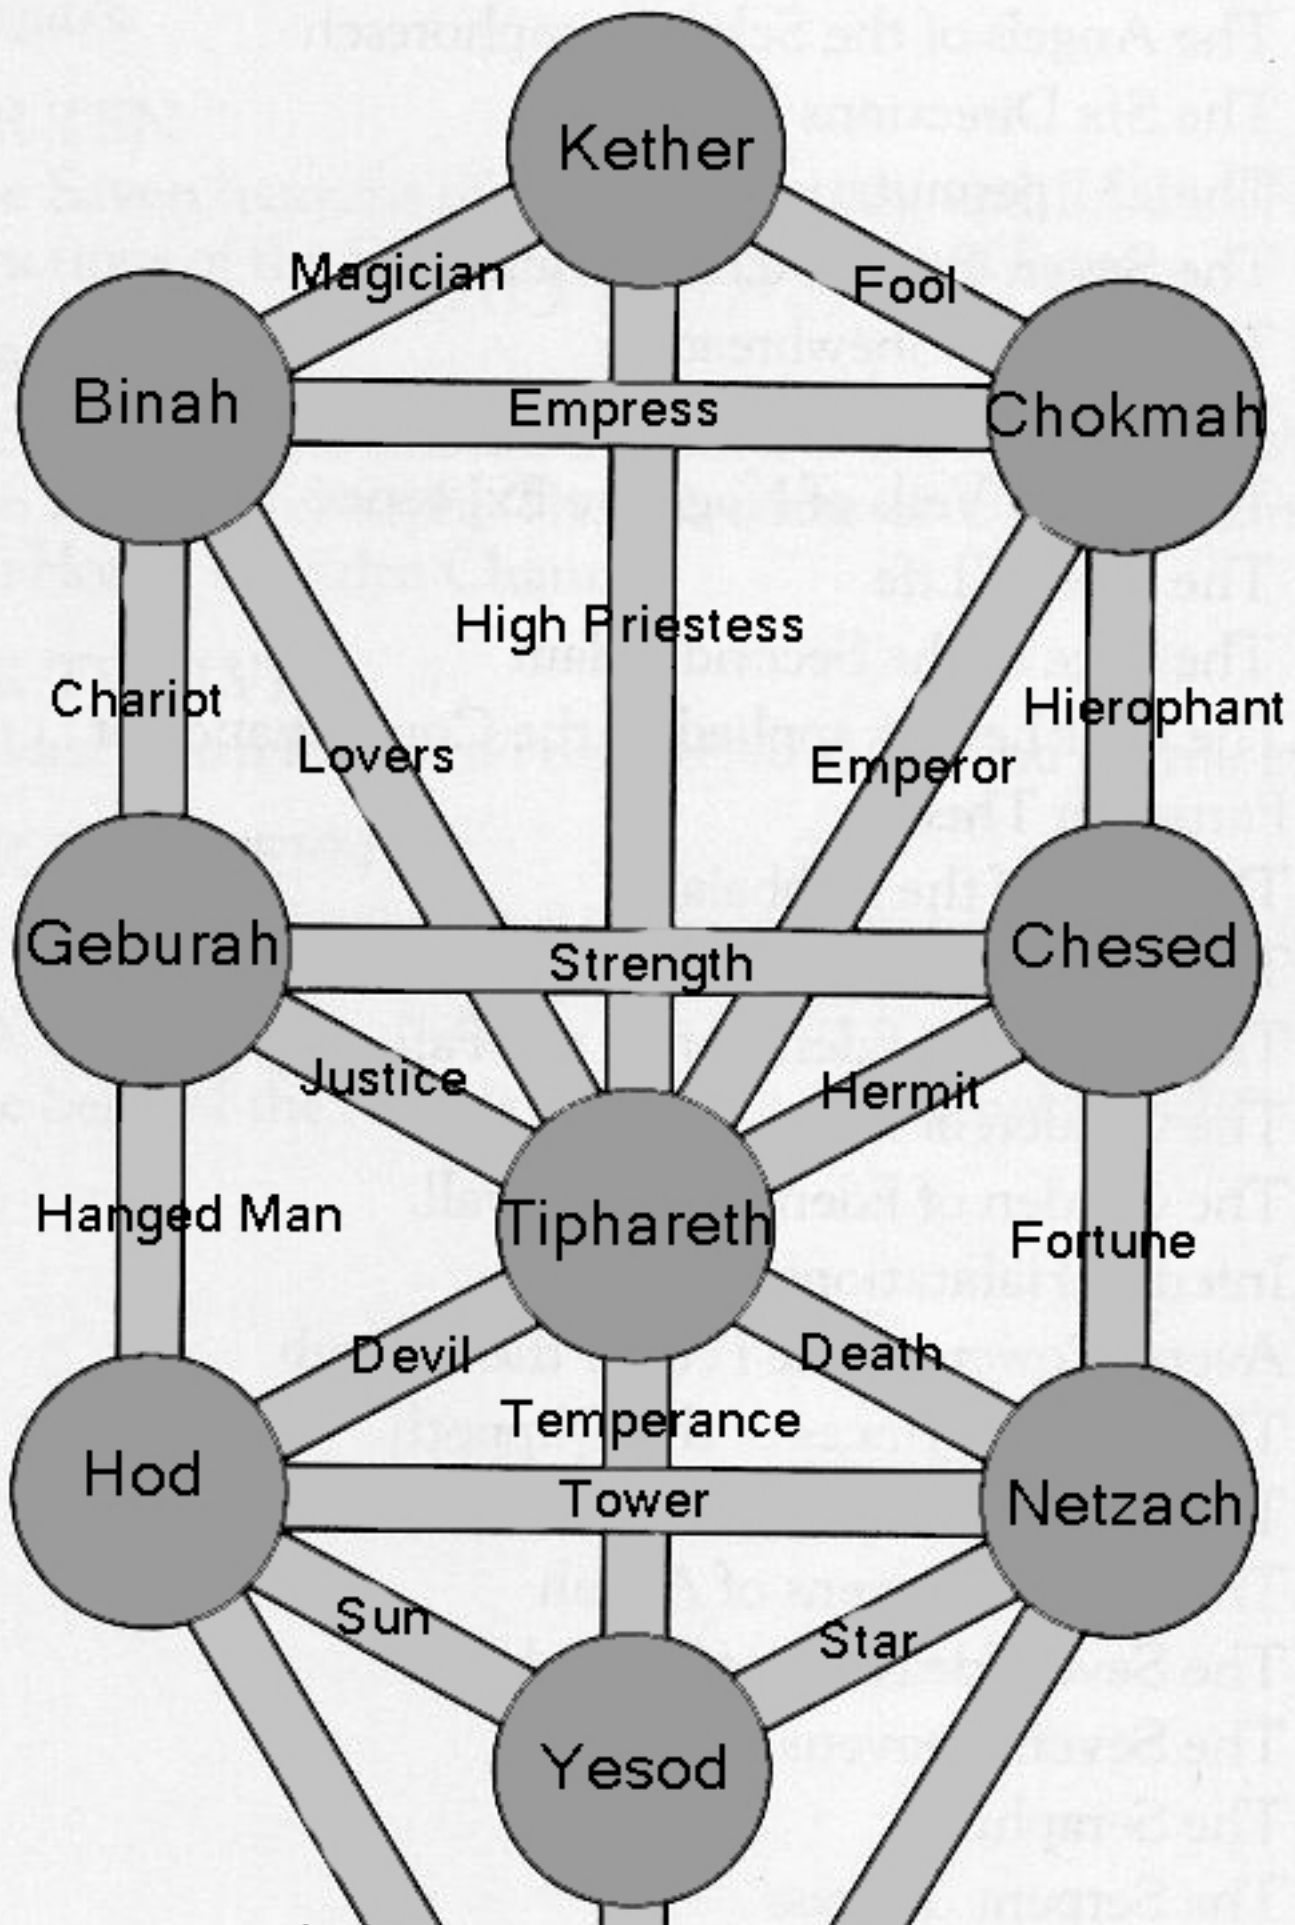 Kether
Magician
Fool
Binah
Empress
Chokmah
High Priestess
Chariot
Lovers
Emperor
Hierophant
Geburah
Strength
Chesed
Justice
Hermit
Hanged Man
Tiphareth
Fortune
Devil
Death
Temperance
Hod
Tower
Netzach
Sun
Star
Yesod